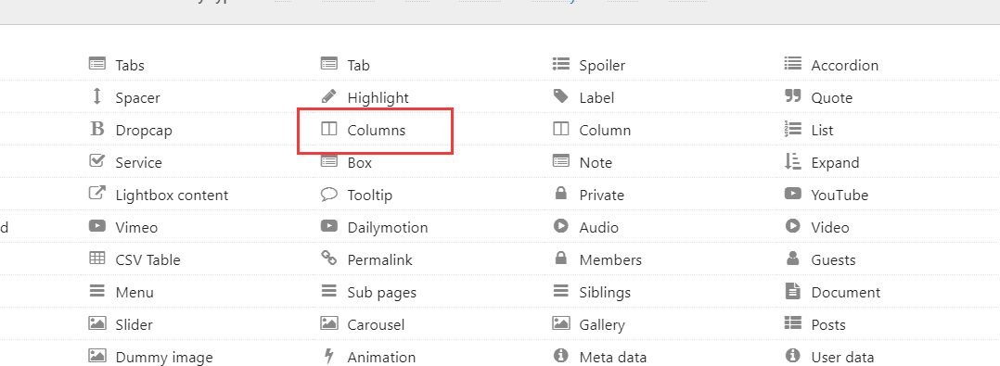 Tabs Tab Spoiler Accordion
Spacer Highlight Label Quote
Dropcap Columns Column List
Service Box Note Expand
Lightbox content Tooltip Private YouTube
d Vimeo Dailymotion Audio Video
CSV Table Permalink Members Guests
Menu Sub pages Siblings Document
Slider Carousel Gallery Posts
Dummy image Animation Meta data User data